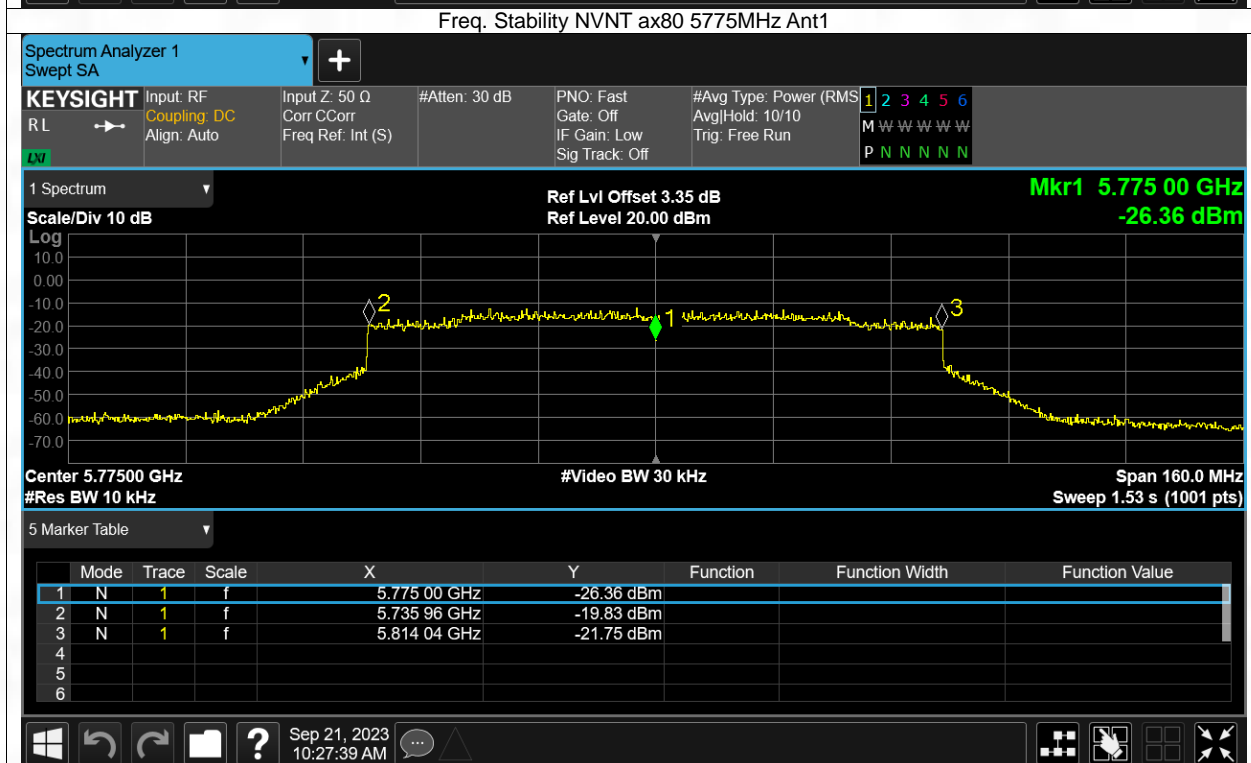 Freq. Stability NVNT ax80 5775MHz Ant1
Spectrum Analyzer 1
Swept SA
+
KEYSIGHT Input: RF Input Z: 50 Ω #Atten: 30 dB PNO: Fast #Avg Type: Power (RMS 1 2 3 4 5 6
RL Coupling: DC Corr CCorr Gate: Off Avg|Hold: 10/10 M W W W W W
Align: Auto Freq Ref: Int (S) IF Gain: Low Trig: Free Run
LXI Sig Track: Off P N N N N N N
1 Spectrum Ref Lvl Offset 3.35 dB Mkr1 5.775 00 GHz
Scale/Div 10 dB Ref Level 20.00 dBm -26.36 dBm
Log
10.0
0.00
-10.0
-20.0
-30.0
-40.0
-50.0
-60.0
-70.0
2
1
3
Center 5.77500 GHz #Video BW 30 kHz Span 160.0 MHz
#Res BW 10 kHz Sweep 1.53 s (1001 pts)
5 Marker Table
Mode Trace Scale X Y Function Function Width Function Value
1 N 1 f 5.775 00 GHz -26.36 dBm
2 N 1 f 5.735 96 GHz -19.83 dBm
3 N 1 f 5.814 04 GHz -21.75 dBm
4
5
6
? Sep 21, 2023
10:27:39 AM